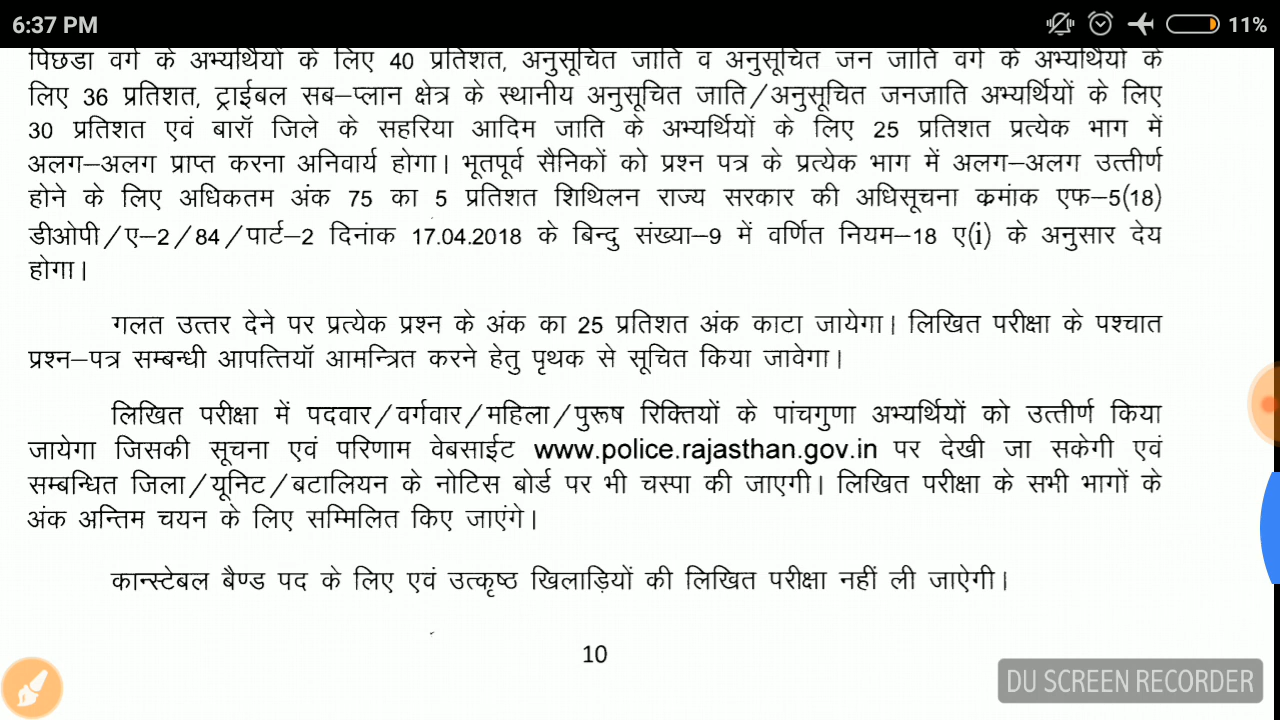 6:37 PM
11%
पिछडा वर्ग के अभ्यर्थियों के लिए 40 प्रतिशत, अनुसूचित जाति व अनुसूचित जन जाति वर्ग के अभ्यर्थियों के
लिए 36 प्रतिशत, ट्राईबल सब–प्लान क्षेत्र के स्थानीय अनुसूचित जाति/अनुसूचित जनजाति अभ्यर्थियों के लिए
30 प्रतिशत एवं बारॉ जिले के सहरिया आदिम जाति के अभ्यर्थियों के लिए 25 प्रतिशत प्रत्येक भाग में
अलग–अलग प्राप्त करना अनिवार्य होगा। भूतपूर्व सैनिकों को प्रश्न पत्र के प्रत्येक भाग में अलग–अलग उत्तीर्ण
होने के लिए अधिकतम अंक 75 का 5 प्रतिशत शिथिलन राज्य सरकार की अधिसूचना क्रमांक एफ–5(18)
डीओपी/ए–2/84/पार्ट–2 दिनांक 17.04.2018 के बिन्दु संख्या–9 में वर्णित नियम–18 ए(i) के अनुसार देय
होगा।
गलत उत्तर देने पर प्रत्येक प्रश्न के अंक का 25 प्रतिशत अंक काटा जायेगा। लिखित परीक्षा के पश्चात
प्रश्न–पत्र सम्बन्धी आपत्तियॉ आमन्त्रित करने हेतु पृथक से सूचित किया जावेगा।
लिखित परीक्षा में पदवार/वर्गवार/महिला/पुरूष रिक्तियों के पांचगुणा अभ्यर्थियों को उत्तीर्ण किया
जायेगा जिसकी सूचना एवं परिणाम वेबसाईट www.police.rajasthan.gov.in पर देखी जा सकेगी एवं
सम्बन्धित जिला/यूनिट/बटालियन के नोटिस बोर्ड पर भी चस्पा की जाएगी। लिखित परीक्षा के सभी भागों के
अंक अन्तिम चयन के लिए सम्मिलित किए जाएंगे।
कान्स्टेबल बैण्ड पद के लिए एवं उत्कृष्ठ खिलाड़ियों की लिखित परीक्षा नहीं ली जाऐगी।
10
DU SCREEN RECORDER